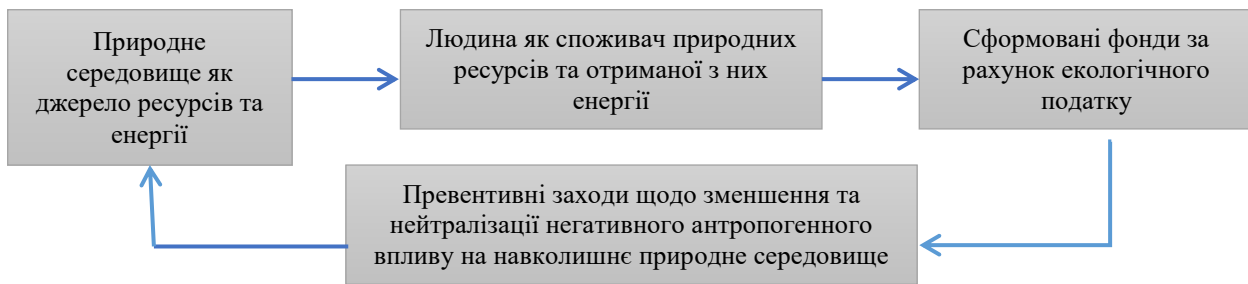 Природне
середовище як
джерело ресурсів та
енергії
Людина як споживач природних
ресурсів та отриманої з них
енергії
Сформовані фонди за
рахунок екологічного
податку
Превентивні заходи щодо зменшення та
нейтралізації негативного антропогенного
впливу на навколишнє природне середовище